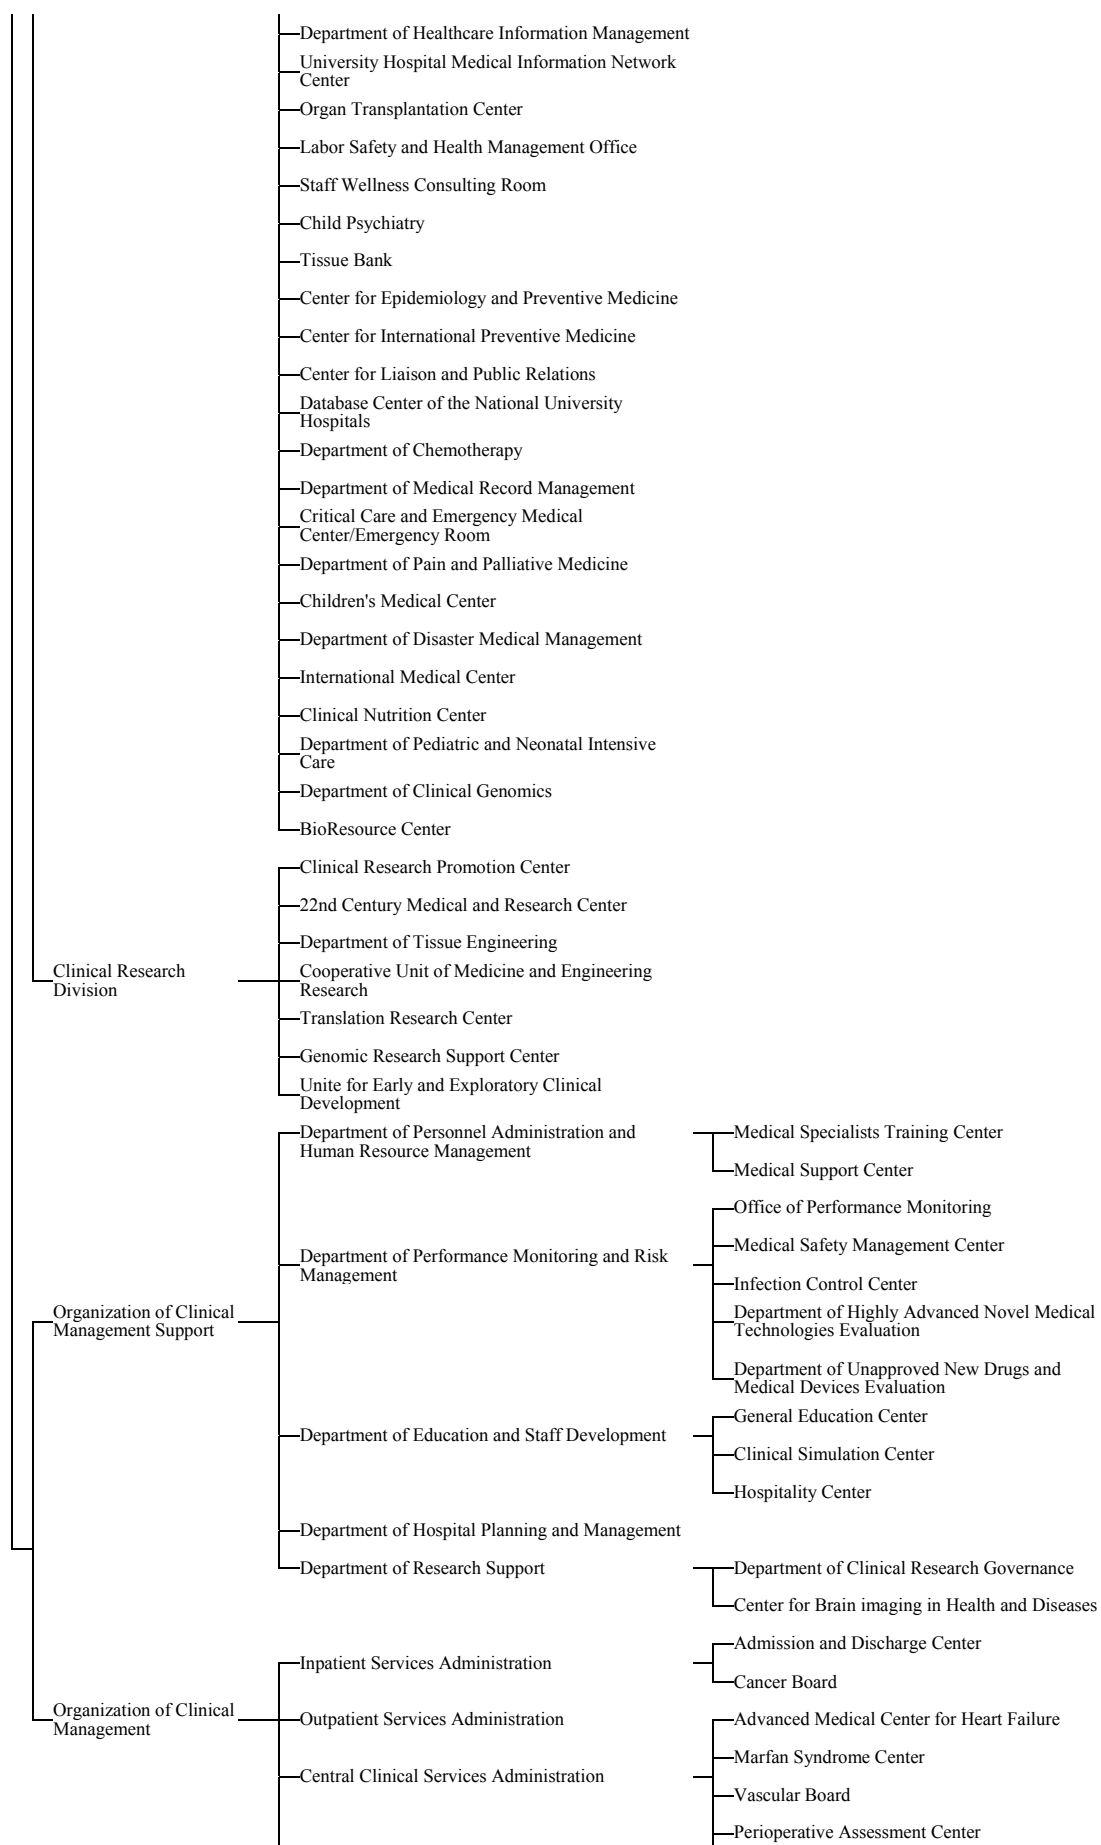 Department of Healthcare Information Management
University Hospital Medical Information Network
Center
Organ Transplantation Center
Labor Safety and Health Management Office
Staff Wellness Consulting Room
Child Psychiatry
Tissue Bank
Center for Epidemiology and Preventive Medicine
Center for International Preventive Medicine
Center for Liaison and Public Relations
Database Center of the National University
Hospitals
Department of Chemotherapy
Department of Medical Record Management
Critical Care and Emergency Medical
Center/Emergency Room
Department of Pain and Palliative Medicine
Children's Medical Center
Department of Disaster Medical Management
International Medical Center
Clinical Nutrition Center
Department of Pediatric and Neonatal Intensive
Care
Department of Clinical Genomics
BioResource Center
Clinical Research
Division
Clinical Research Promotion Center
22nd Century Medical and Research Center
Department of Tissue Engineering
Cooperative Unit of Medicine and Engineering
Research
Translation Research Center
Genomic Research Support Center
Unite for Early and Exploratory Clinical
Development
Organization of Clinical
Management Support
Department of Personnel Administration and
Human Resource Management
Medical Specialists Training Center
Medical Support Center
Department of Performance Monitoring and Risk
Management
Office of Performance Monitoring
Medical Safety Management Center
Infection Control Center
Department of Highly Advanced Novel Medical
Technologies Evaluation
Department of Unapproved New Drugs and
Medical Devices Evaluation
Department of Education and Staff Development
General Education Center
Clinical Simulation Center
Hospitality Center
Department of Hospital Planning and Management
Department of Research Support
Department of Clinical Research Governance
Center for Brain imaging in Health and Diseases
Organization of Clinical
Management
Inpatient Services Administration
Admission and Discharge Center
Cancer Board
Outpatient Services Administration
Central Clinical Services Administration
Advanced Medical Center for Heart Failure
Marfan Syndrome Center
Vascular Board
Perioperative Assessment Center